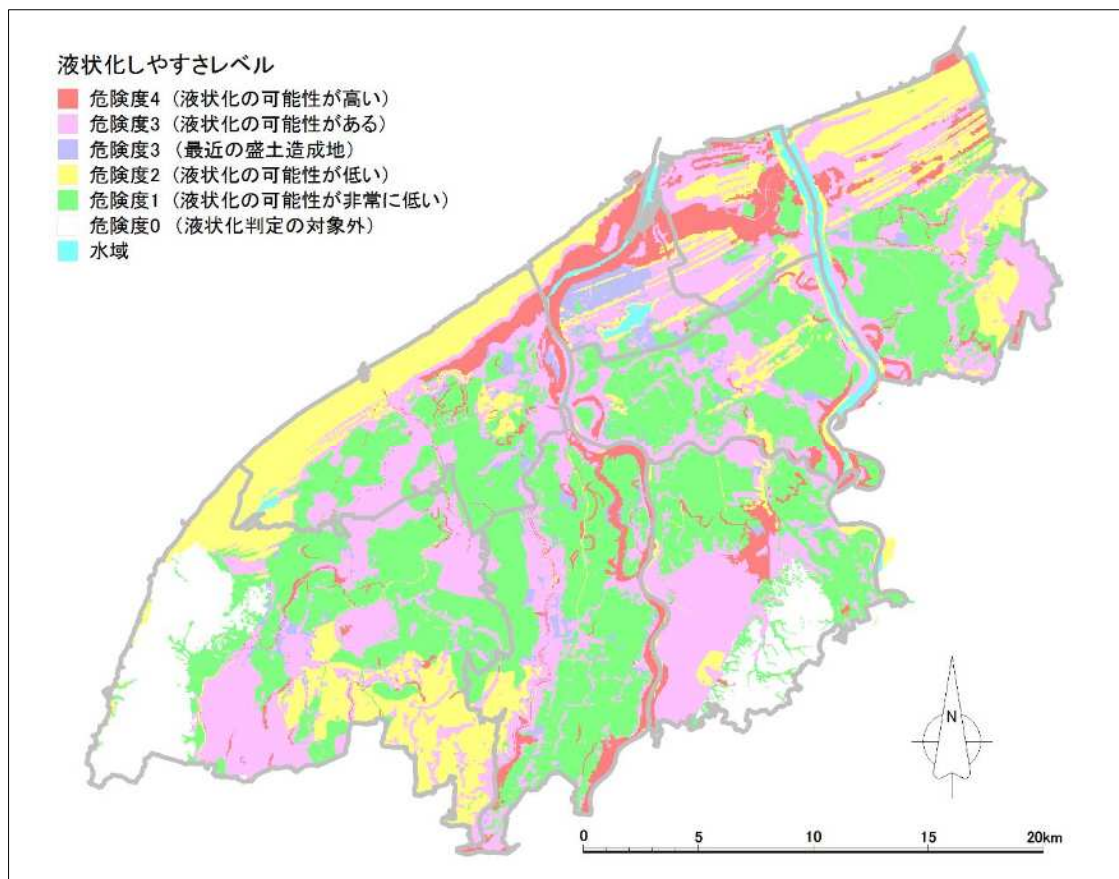 液状化しやすさレベル
危険度4 (液状化の可能性が高い)
危険度3 (液状化の可能性がある)
危険度3 (最近の盛土造成地)
危険度2 (液状化の可能性が低い)
危険度1 (液状化の可能性が非常に低い)
危険度0 (液状化判定の対象外)
水域
N
0 5 10 15 20km